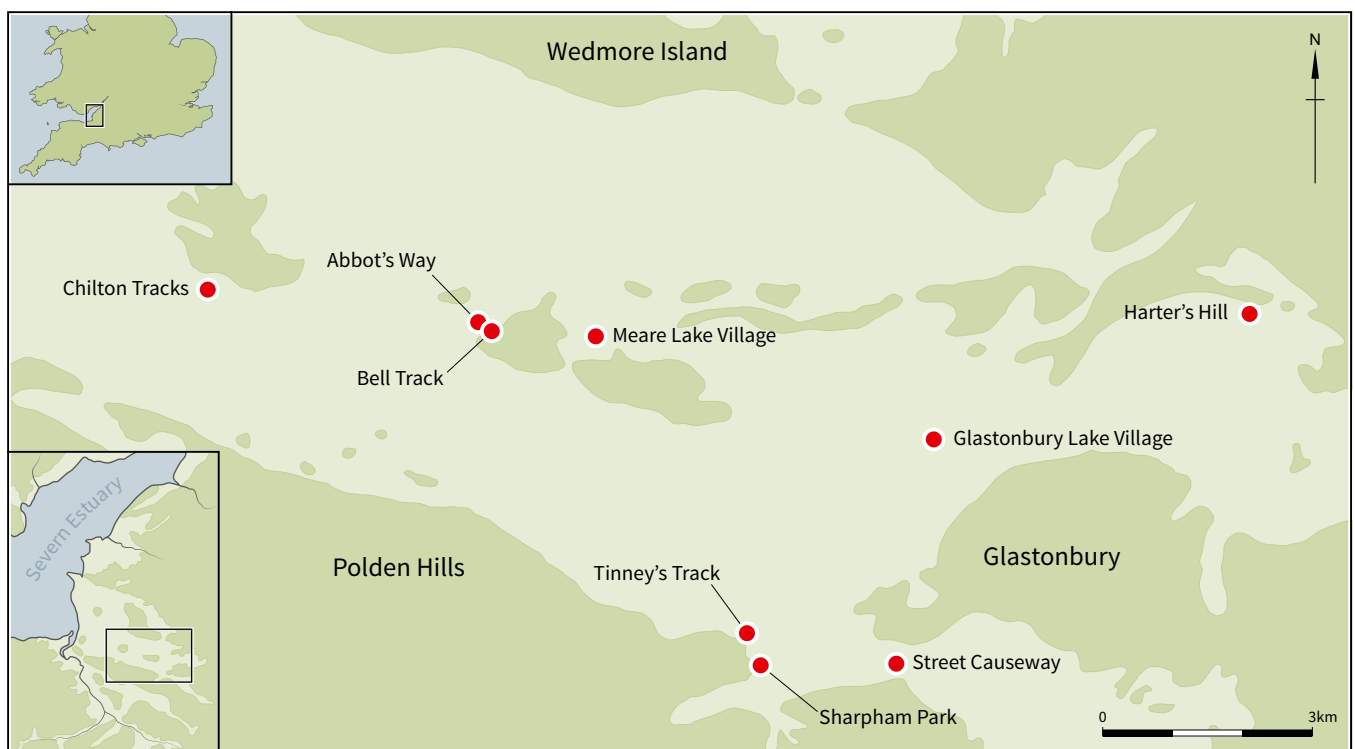 Wedmore Island
N
Abbot’s Way
Chilton Tracks
Harter’s Hill
Meare Lake Village
Bell Track
Glastonbury Lake Village
Severn Estuary
Glastonbury
Polden Hills
Tinney’s Track
Street Causeway
Sharpham Park
0 3km